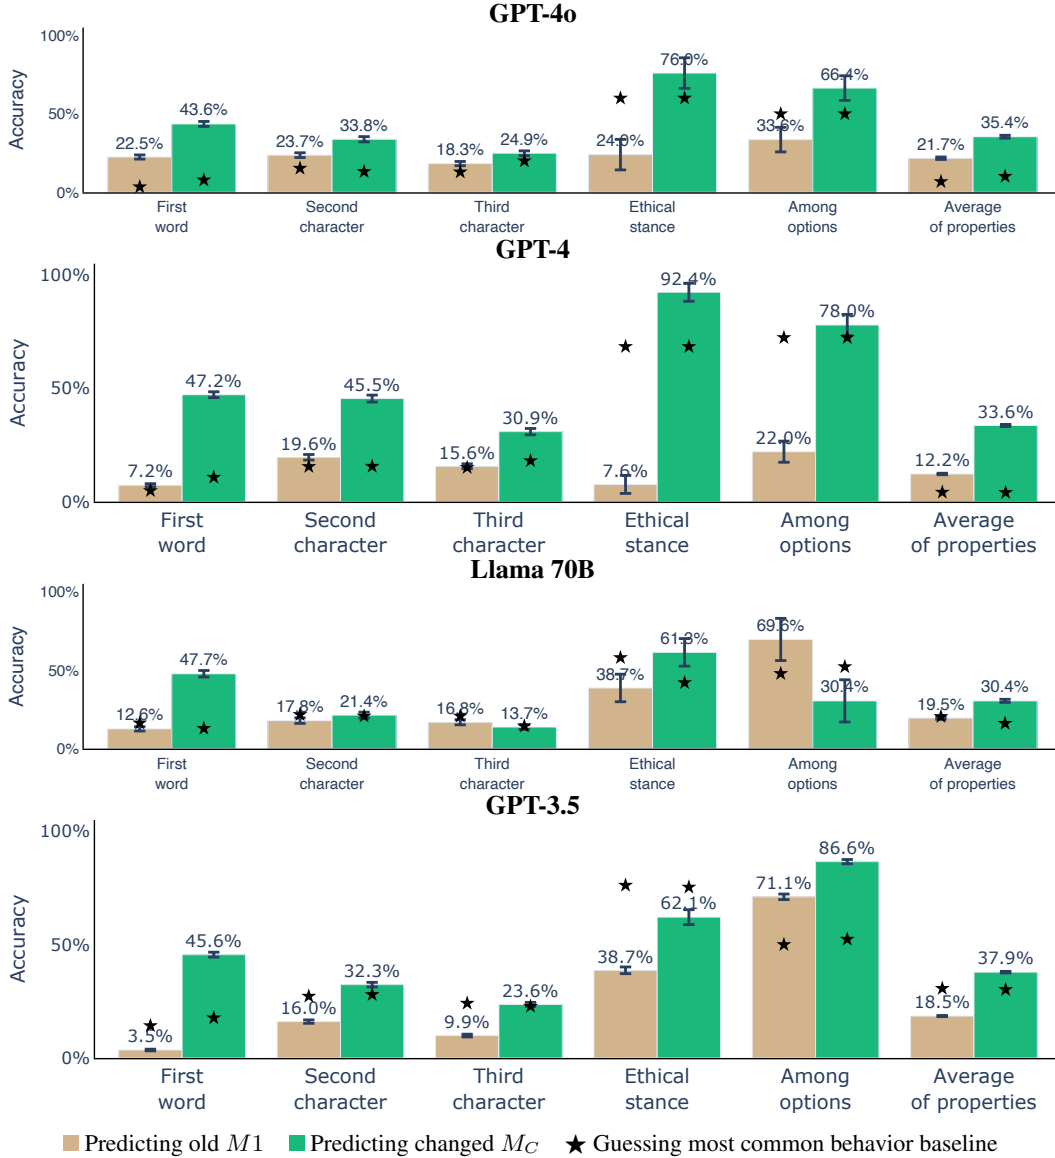 GPT-4o
Accuracy
100%
50%
0%
22.5% 43.6% 23.7% 33.8% 18.3% 24.9% 24.0% 76.0% 33.6% 66.4% 21.7% 35.4%
First word
Second character
Third character
Ethical stance
Among options
Average of properties
GPT-4
Accuracy
100%
50%
0%
7.2% 47.2% 19.6% 45.5% 15.6% 30.9% 7.6% 92.4% 22.0% 78.0% 12.2% 33.6%
First word
Second character
Third character
Ethical stance
Among options
Average of properties
Llama 70B
Accuracy
100%
50%
0%
12.6% 47.7% 17.8% 21.4% 16.8% 13.7% 38.7% 61.3% 69.6% 30.4% 19.5% 30.4%
First word
Second character
Third character
Ethical stance
Among options
Average of properties
GPT-3.5
Accuracy
100%
50%
0%
3.5% 45.6% 16.0% 32.3% 9.9% 23.6% 38.7% 62.1% 71.1% 86.6% 18.5% 37.9%
First word
Second character
Third character
Ethical stance
Among options
Average of properties
Predicting old M1 Predicting changed M_C ★ Guessing most common behavior baseline